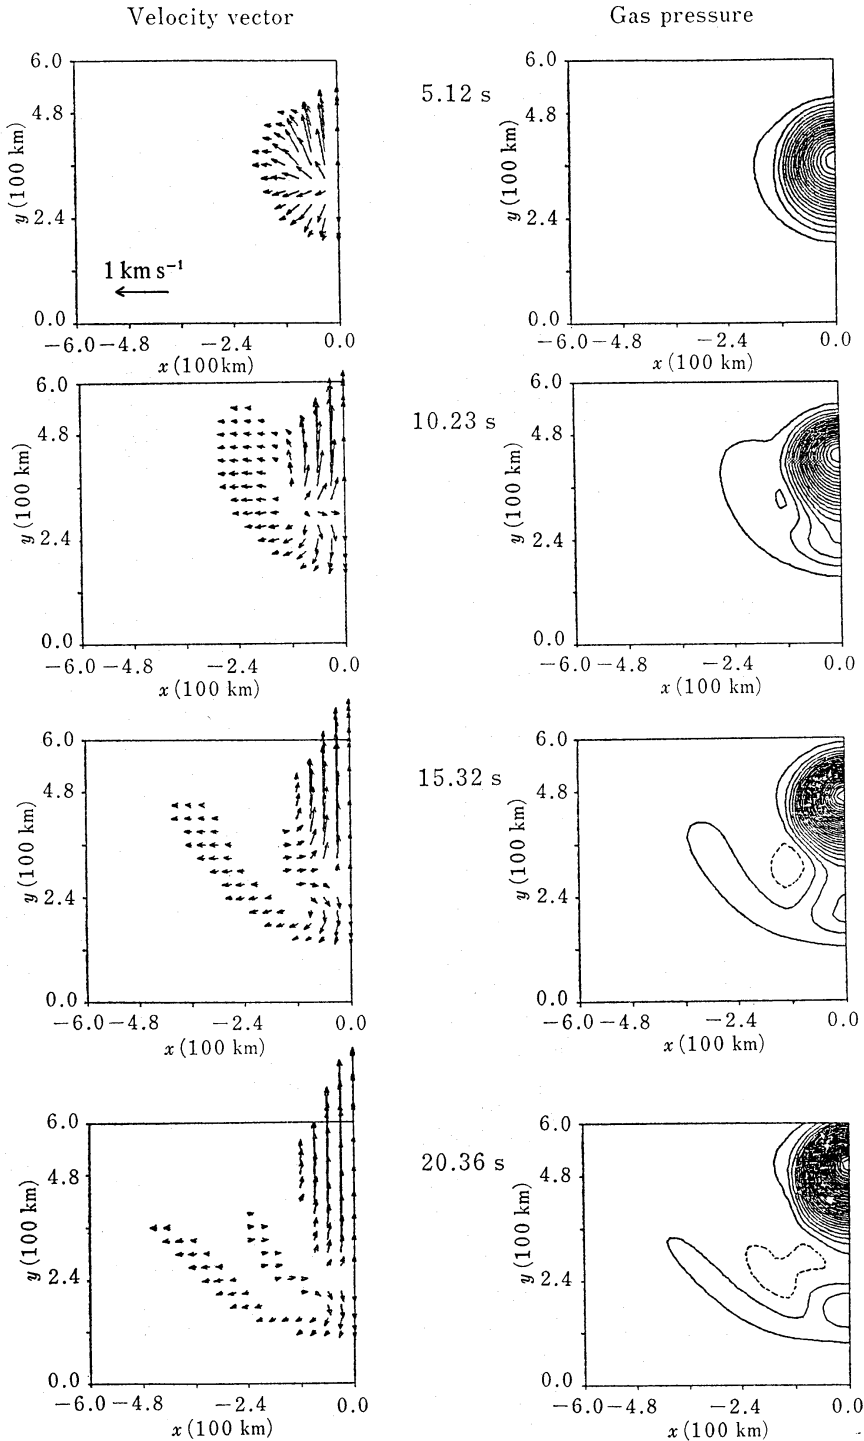 Velocity vector
Gas pressure
6.0
4.8
2.4
0.0
y (100 km)
1 km s⁻¹
−6.0 −4.8 −2.4 0.0
x (100km)
5.12 s
6.0
4.8
2.4
0.0
y (100 km)
−6.0 −4.8 −2.4 0.0
x (100 km)
6.0
4.8
2.4
0.0
y (100 km)
−6.0 −4.8 −2.4 0.0
x (100 km)
10.23 s
6.0
4.8
2.4
0.0
y (100 km)
−6.0 −4.8 −2.4 0.0
x (100 km)
6.0
4.8
2.4
0.0
y (100 km)
−6.0 −4.8 −2.4 0.0
x (100 km)
15.32 s
6.0
4.8
2.4
0.0
y (100 km)
−6.0 −4.8 −2.4 0.0
x (100 km)
6.0
4.8
2.4
0.0
y (100 km)
−6.0 −4.8 −2.4 0.0
x (100 km)
20.36 s
6.0
4.8
2.4
0.0
y (100 km)
−6.0 −4.8 −2.4 0.0
x (100 km)